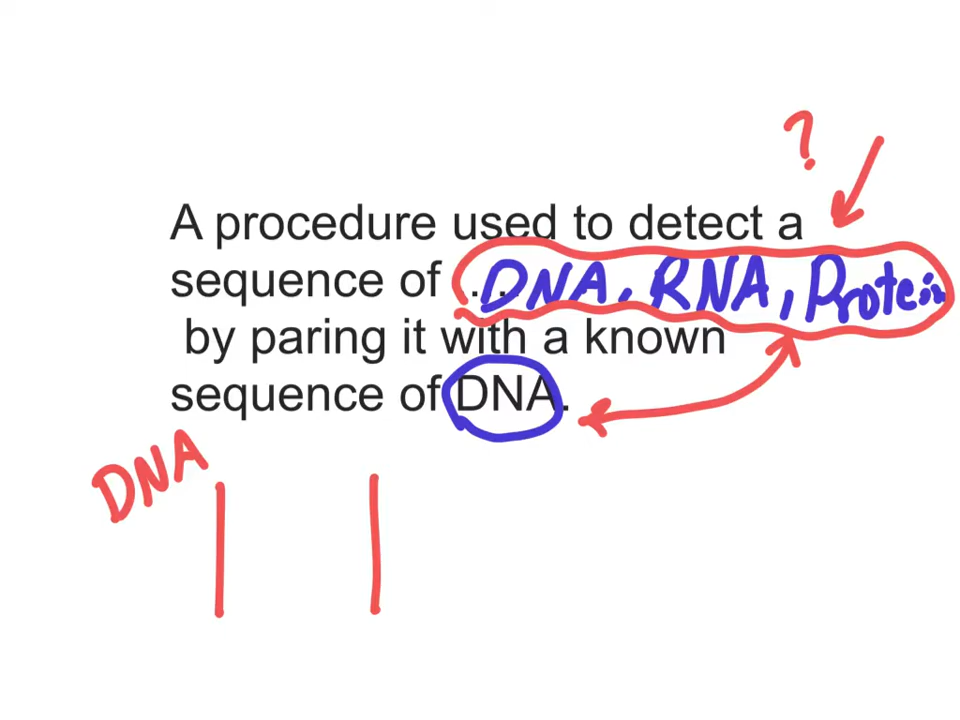 ?
A procedure used to detect a
sequence of ... DNA, RNA, Protein
by paring it with a known
sequence of DNA.
DNA